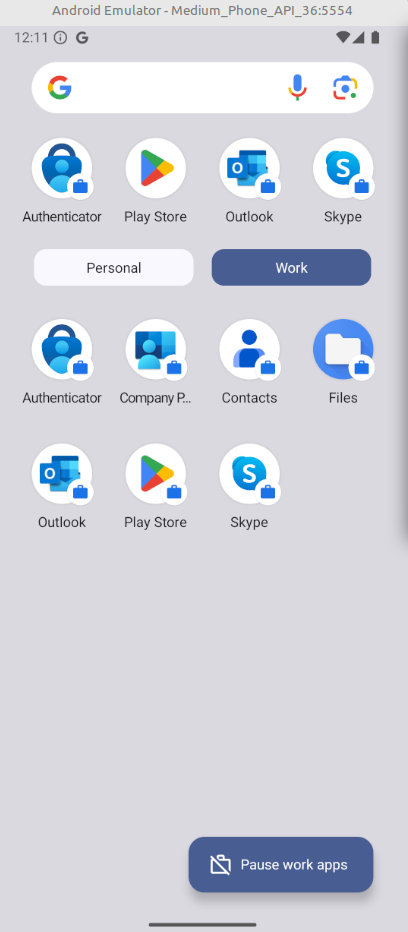 Android Emulator - Medium_Phone_API_36:5554
12:11
Authenticator Play Store Outlook Skype
Personal Work
Authenticator Company P... Contacts Files
Outlook Play Store Skype
Pause work apps